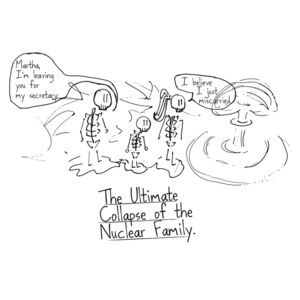 Martha,
I'm leaving
you for
my secretary.
I believe
I just
miscarried.
The Ultimate
Collapse of the
Nuclear Family.